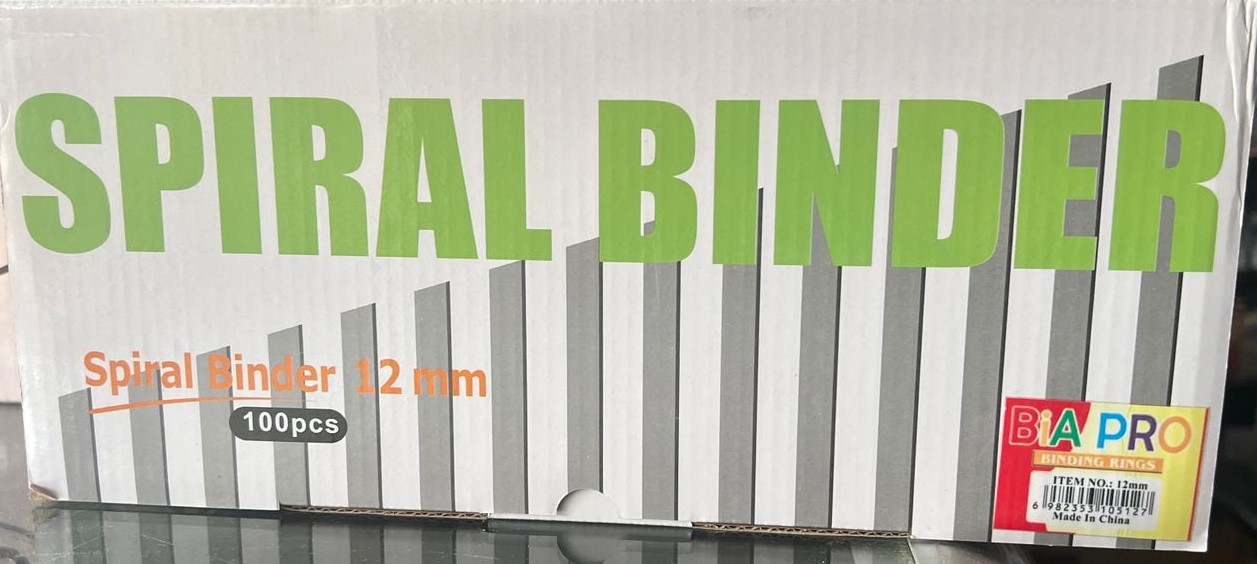 SPIRAL BINDER
Spiral Binder 12 mm
100pcs
BiA PRO
BINDING RINGS
ITEM NO.: 12mm
6 982353 105127
Made In China